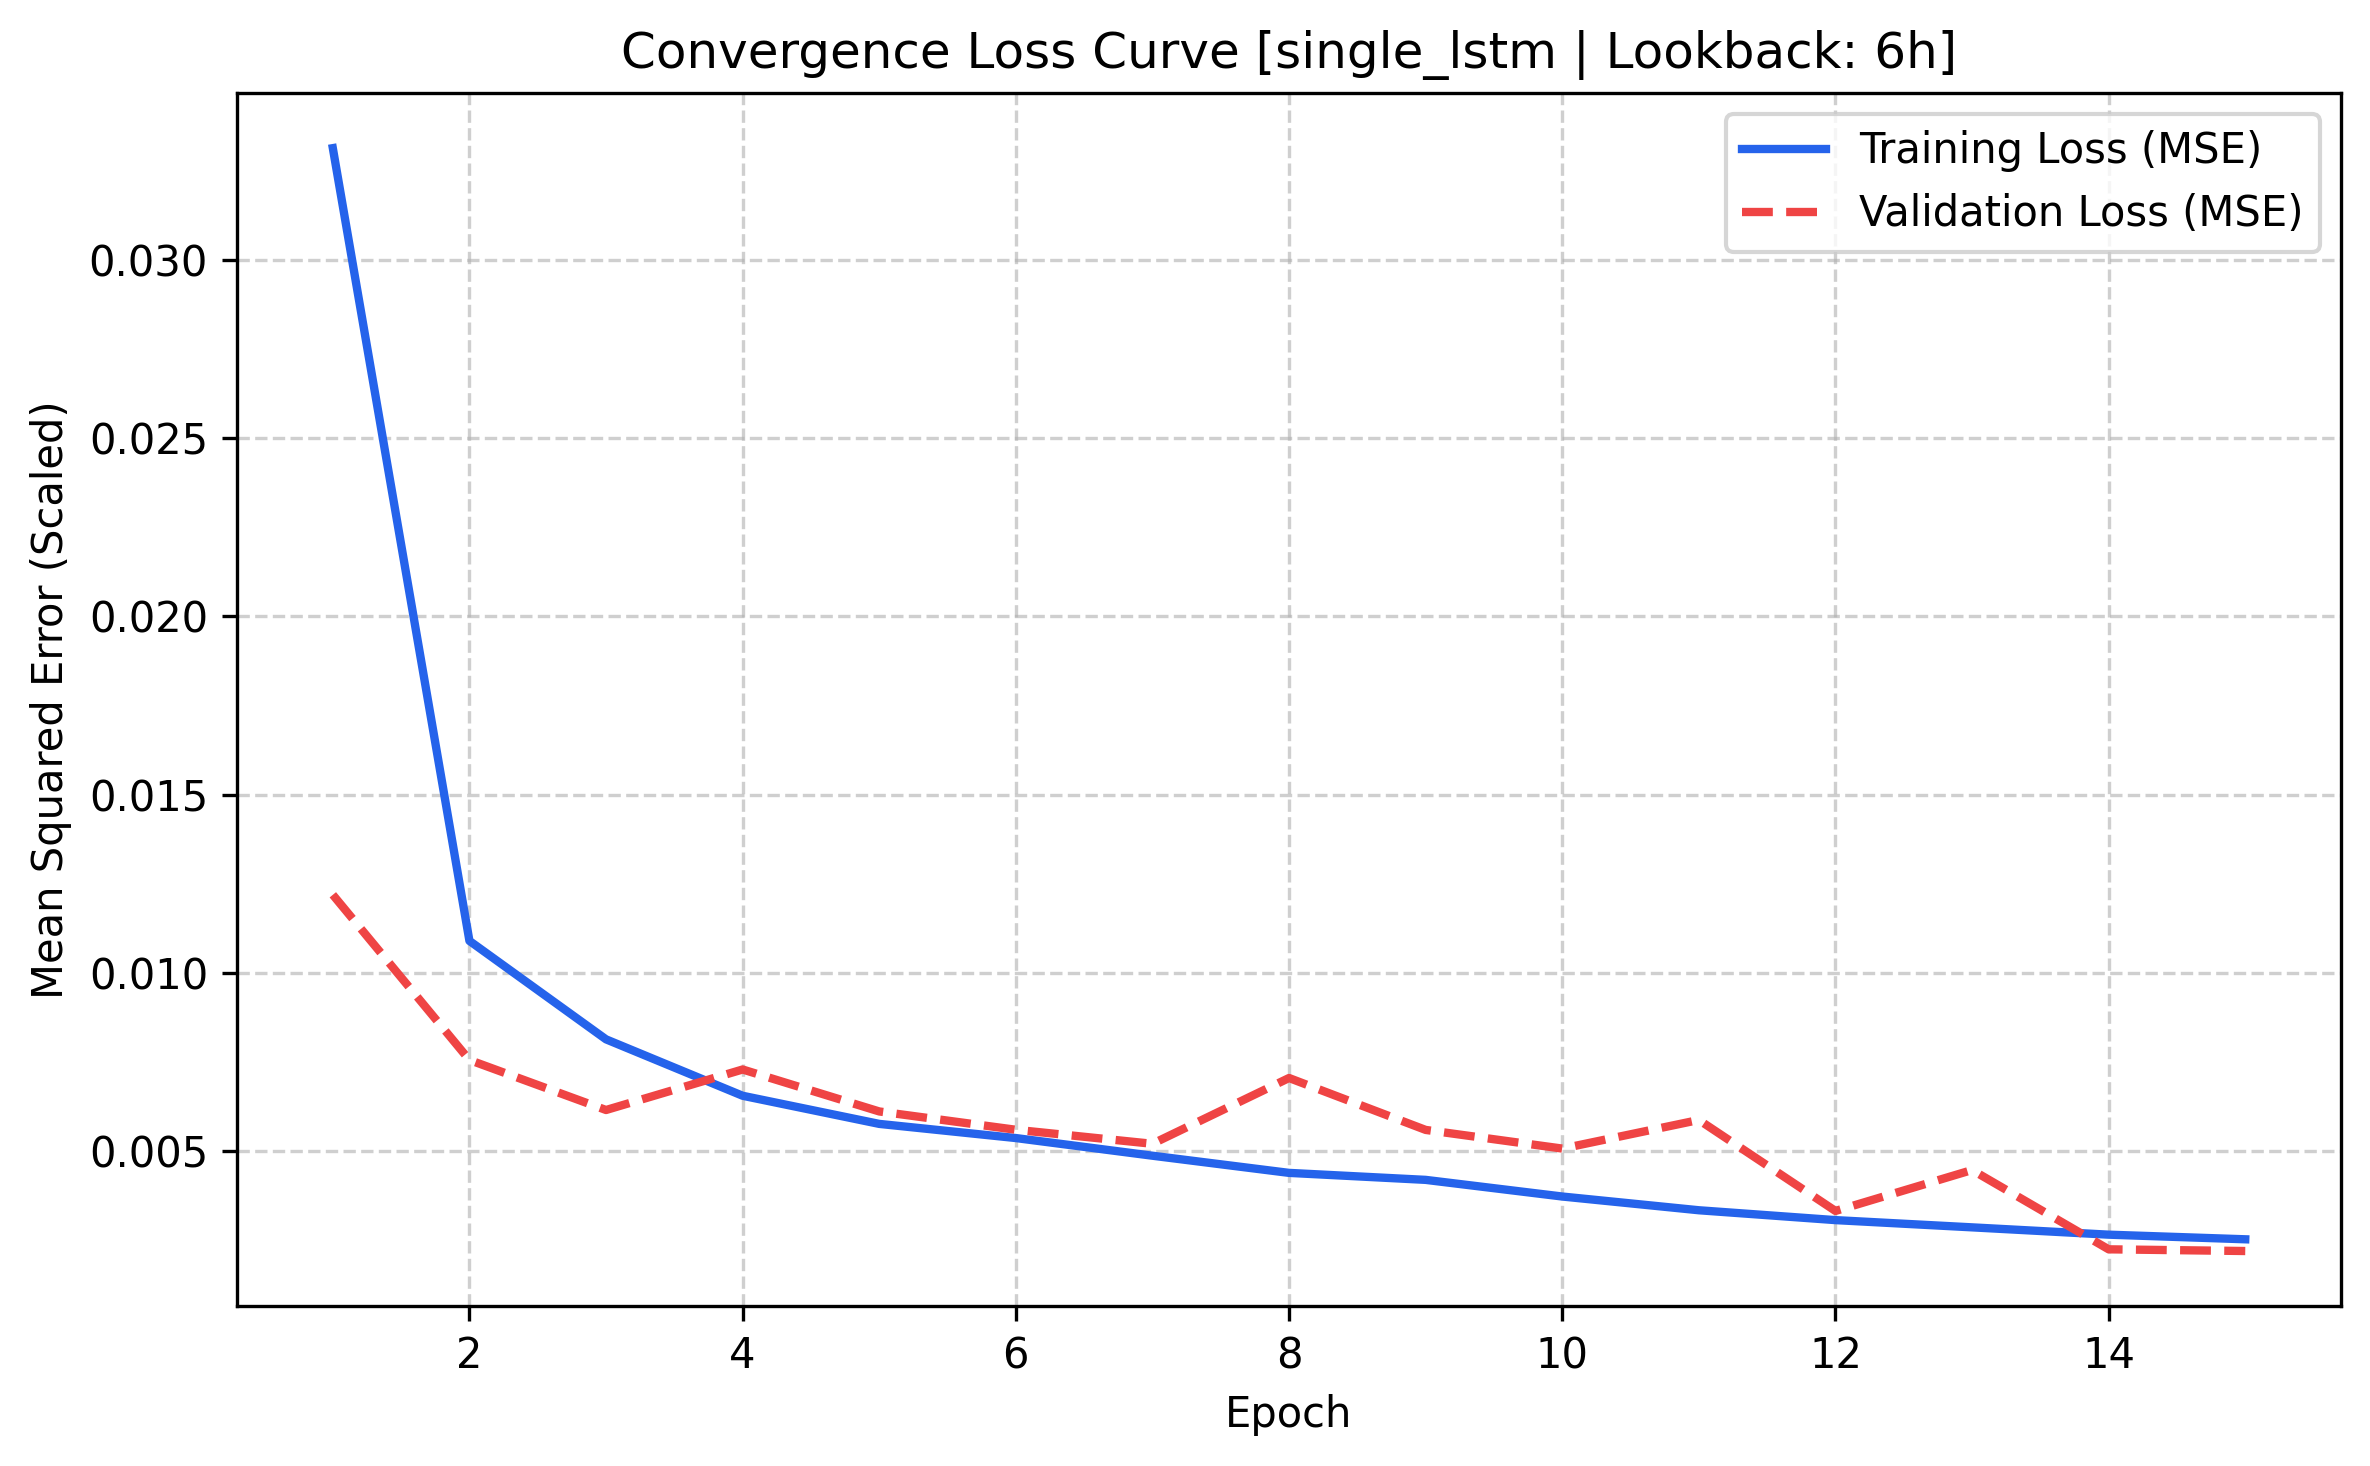 Convergence Loss Curve [single_lstm | Lookback: 6h]
Training Loss (MSE)
Validation Loss (MSE)
Mean Squared Error (Scaled)
0.030
0.025
0.020
0.015
0.010
0.005
2 4 6 8 10 12 14
Epoch